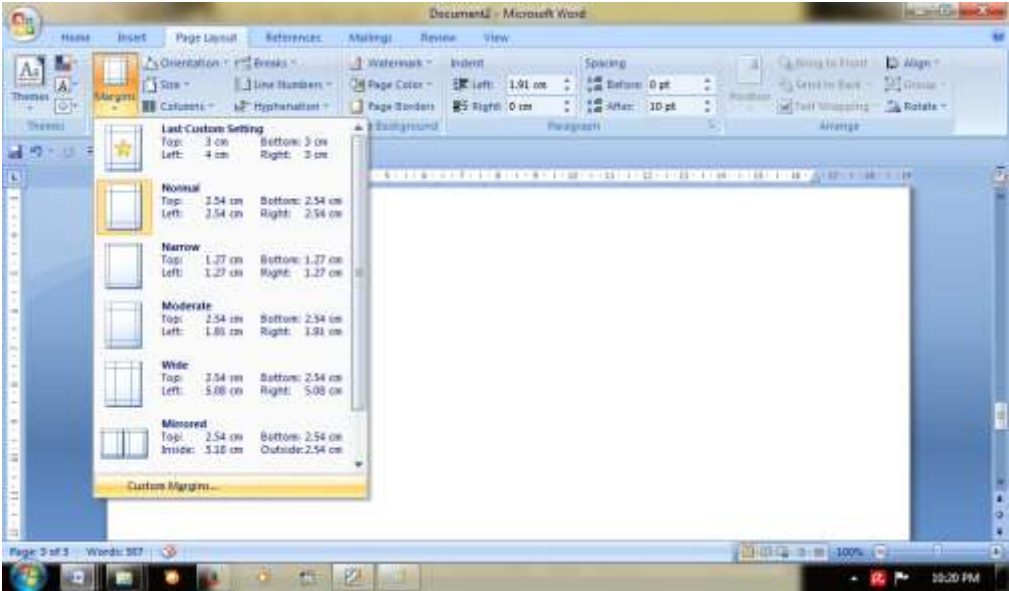 Document2 - Microsoft Word
Home Insert Page Layout References Mailings Review View
Orientation Breaks Watermark Indent Spacing Bring to Front Align
Themes Margins Size Line Numbers Page Color Left: 1.91 cm Before: 0 pt Position Send to Back Group
Columns Hyphenation Page Borders Right: 0 cm After: 10 pt Text Wrapping Rotate
Themes Background Paragraph Arrange
Last Custom Setting
Top: 3 cm Bottom: 3 cm
Left: 4 cm Right: 3 cm
Normal
Top: 2.54 cm Bottom: 2.54 cm
Left: 2.54 cm Right: 2.54 cm
Narrow
Top: 1.27 cm Bottom: 1.27 cm
Left: 1.27 cm Right: 1.27 cm
Moderate
Top: 2.54 cm Bottom: 2.54 cm
Left: 1.91 cm Right: 1.91 cm
Wide
Top: 2.54 cm Bottom: 2.54 cm
Left: 5.08 cm Right: 5.08 cm
Mirrored
Top: 2.54 cm Bottom: 2.54 cm
Inside: 3.18 cm Outside: 2.54 cm
Custom Margins...
Page: 3 of 3 Words: 100%
10:20 PM